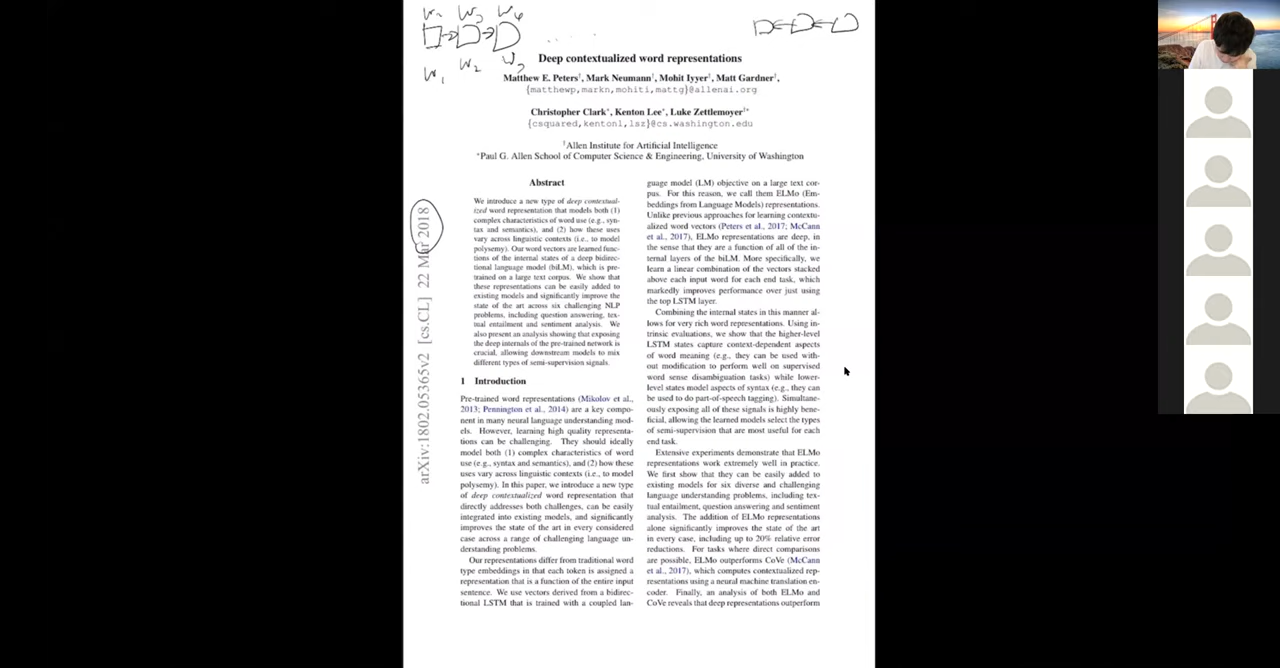 W₂ W₃ W₄
W₁ W₂ W₃
Deep contextualized word representations
Matthew E. Peters†, Mark Neumann†, Mohit Iyyer†, Matt Gardner†,
{matthewp,markn,mohiti,mattg}@allenai.org
Christopher Clark*, Kenton Lee*, Luke Zettlemoyer†*
{csquared,kentonl,lsz}@cs.washington.edu
†Allen Institute for Artificial Intelligence
*Paul G. Allen School of Computer Science & Engineering, University of Washington
arXiv:1802.05365v2 [cs.CL] 22 Mar 2018
Abstract
We introduce a new type of deep contextual-
ized word representation that models both (1)
complex characteristics of word use (e.g., syn-
tax and semantics), and (2) how these uses
vary across linguistic contexts (i.e., to model
polysemy). Our word vectors are learned func-
tions of the internal states of a deep bidirec-
tional language model (biLM), which is pre-
trained on a large text corpus. We show that
these representations can be easily added to
existing models and significantly improve the
state of the art across six challenging NLP
problems, including question answering, tex-
tual entailment and sentiment analysis. We
also present an analysis showing that exposing
the deep internals of the pre-trained network is
crucial, allowing downstream models to mix
different types of semi-supervision signals.
1 Introduction
Pre-trained word representations (Mikolov et al.,
2013; Pennington et al., 2014) are a key compo-
nent in many neural language understanding mod-
els. However, learning high quality representa-
tions can be challenging. They should ideally
model both (1) complex characteristics of word
use (e.g., syntax and semantics), and (2) how these
uses vary across linguistic contexts (i.e., to model
polysemy). In this paper, we introduce a new type
of deep contextualized word representation that
directly addresses both challenges, can be easily
integrated into existing models, and significantly
improves the state of the art in every considered
case across a range of challenging language un-
derstanding problems.
Our representations differ from traditional word
type embeddings in that each token is assigned a
representation that is a function of the entire input
sentence. We use vectors derived from a bidirec-
tional LSTM that is trained with a coupled lan-
guage model (LM) objective on a large text cor-
pus. For this reason, we call them ELMo (Em-
beddings from Language Models) representations.
Unlike previous approaches for learning contextu-
alized word vectors (Peters et al., 2017; McCann
et al., 2017), ELMo representations are deep, in
the sense that they are a function of all of the in-
ternal layers of the biLM. More specifically, we
learn a linear combination of the vectors stacked
above each input word for each end task, which
markedly improves performance over just using
the top LSTM layer.
Combining the internal states in this manner al-
lows for very rich word representations. Using in-
trinsic evaluations, we show that the higher-level
LSTM states capture context-dependent aspects
of word meaning (e.g., they can be used with-
out modification to perform well on supervised
word sense disambiguation tasks) while lower-
level states model aspects of syntax (e.g., they can
be used to do part-of-speech tagging). Simultane-
ously exposing all of these signals is highly bene-
ficial, allowing the learned models select the types
of semi-supervision that are most useful for each
end task.
Extensive experiments demonstrate that ELMo
representations work extremely well in practice.
We first show that they can be easily added to
existing models for six diverse and challenging
language understanding problems, including tex-
tual entailment, question answering and sentiment
analysis. The addition of ELMo representations
alone significantly improves the state of the art
in every case, including up to 20% relative error
reductions. For tasks where direct comparisons
are possible, ELMo outperforms CoVe (McCann
et al., 2017), which computes contextualized rep-
resentations using a neural machine translation en-
coder. Finally, an analysis of both ELMo and
CoVe reveals that deep representations outperform